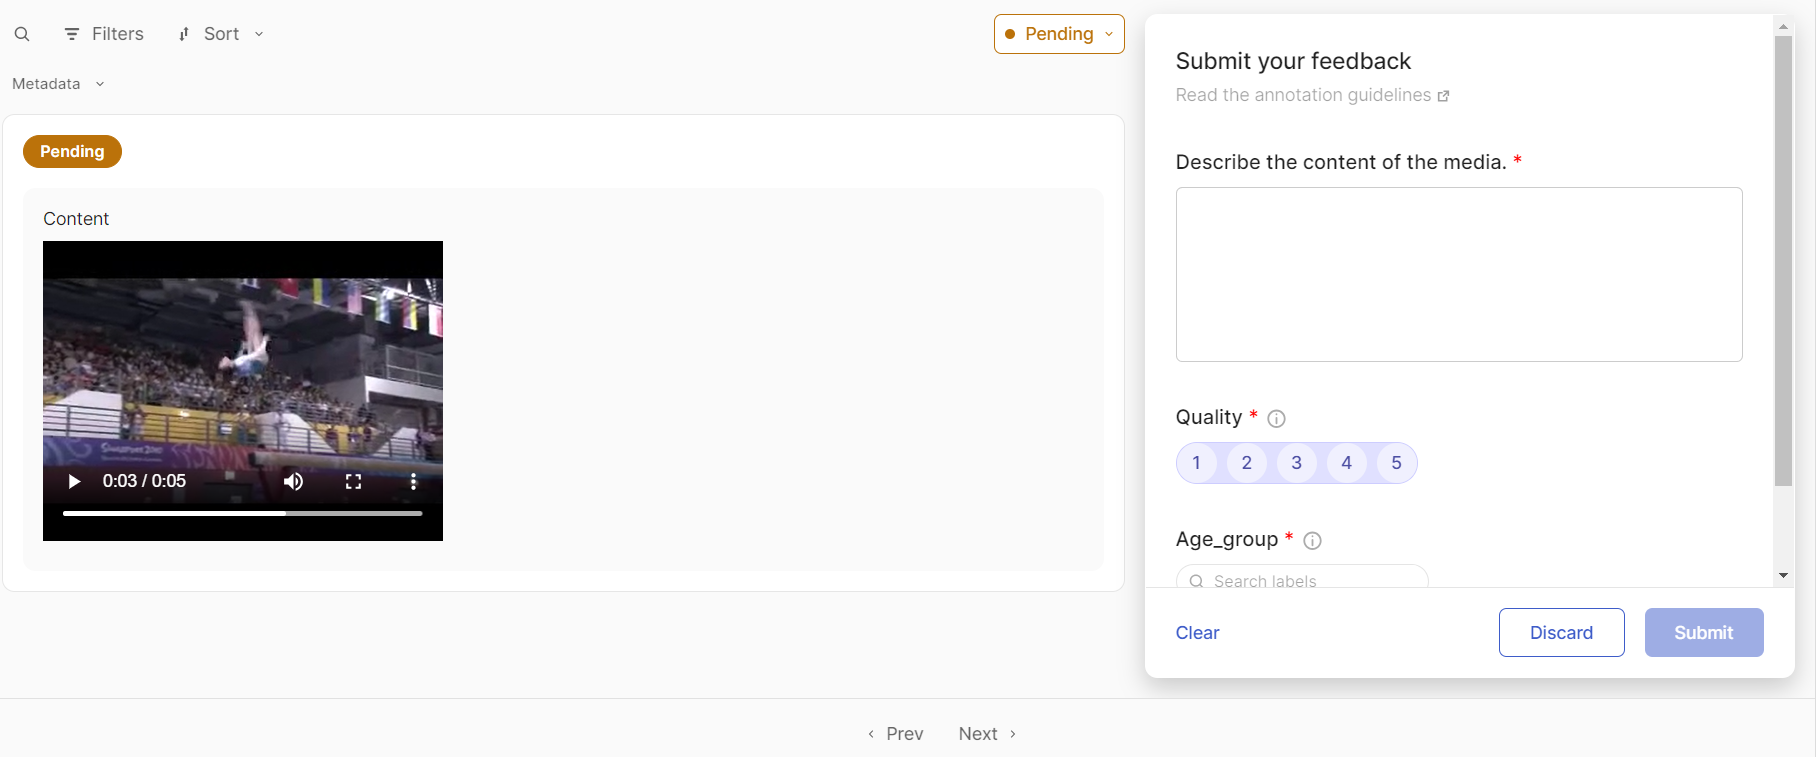 Filters
Sort
Pending
Metadata
Pending
Content
0:03 / 0:05
Submit your feedback
Read the annotation guidelines
Describe the content of the media. *
Quality *
1 2 3 4 5
Age_group *
Search labels
Clear
Discard
Submit
Prev
Next